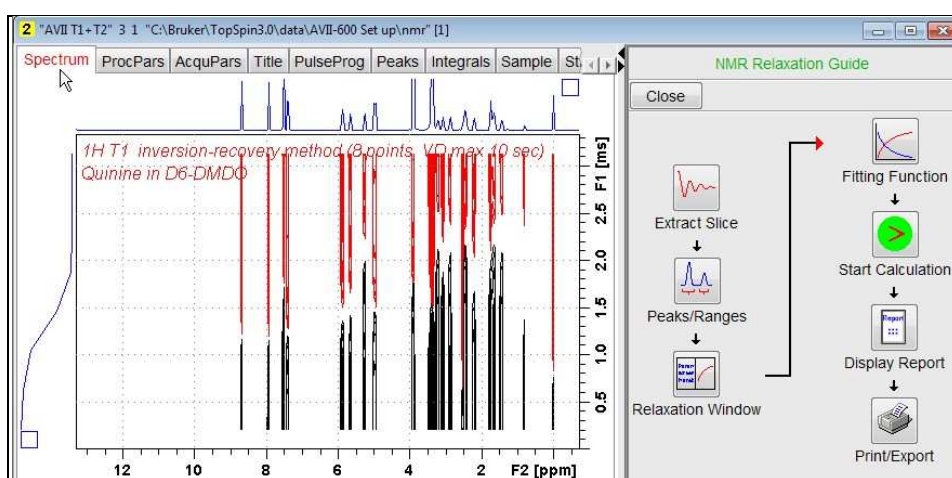 2 "AVII T1+T2" 3 1 "C:\Bruker\TopSpin3.0\data\AVII-600 Set up\nmr" [1]
Spectrum ProcPars AcquPars Title PulseProg Peaks Integrals Sample St
1H T1 inversion-recovery method (8 points, VD max 10 sec)
Quinine in D6-DMDO
F1 [ms]
2.5
2.0
1.5
1.0
0.5
12 10 8 6 4 2 F2 [ppm]
NMR Relaxation Guide
Close
Extract Slice
Peaks/Ranges
Relaxation Window
Fitting Function
Start Calculation
Report
Display Report
Print/Export